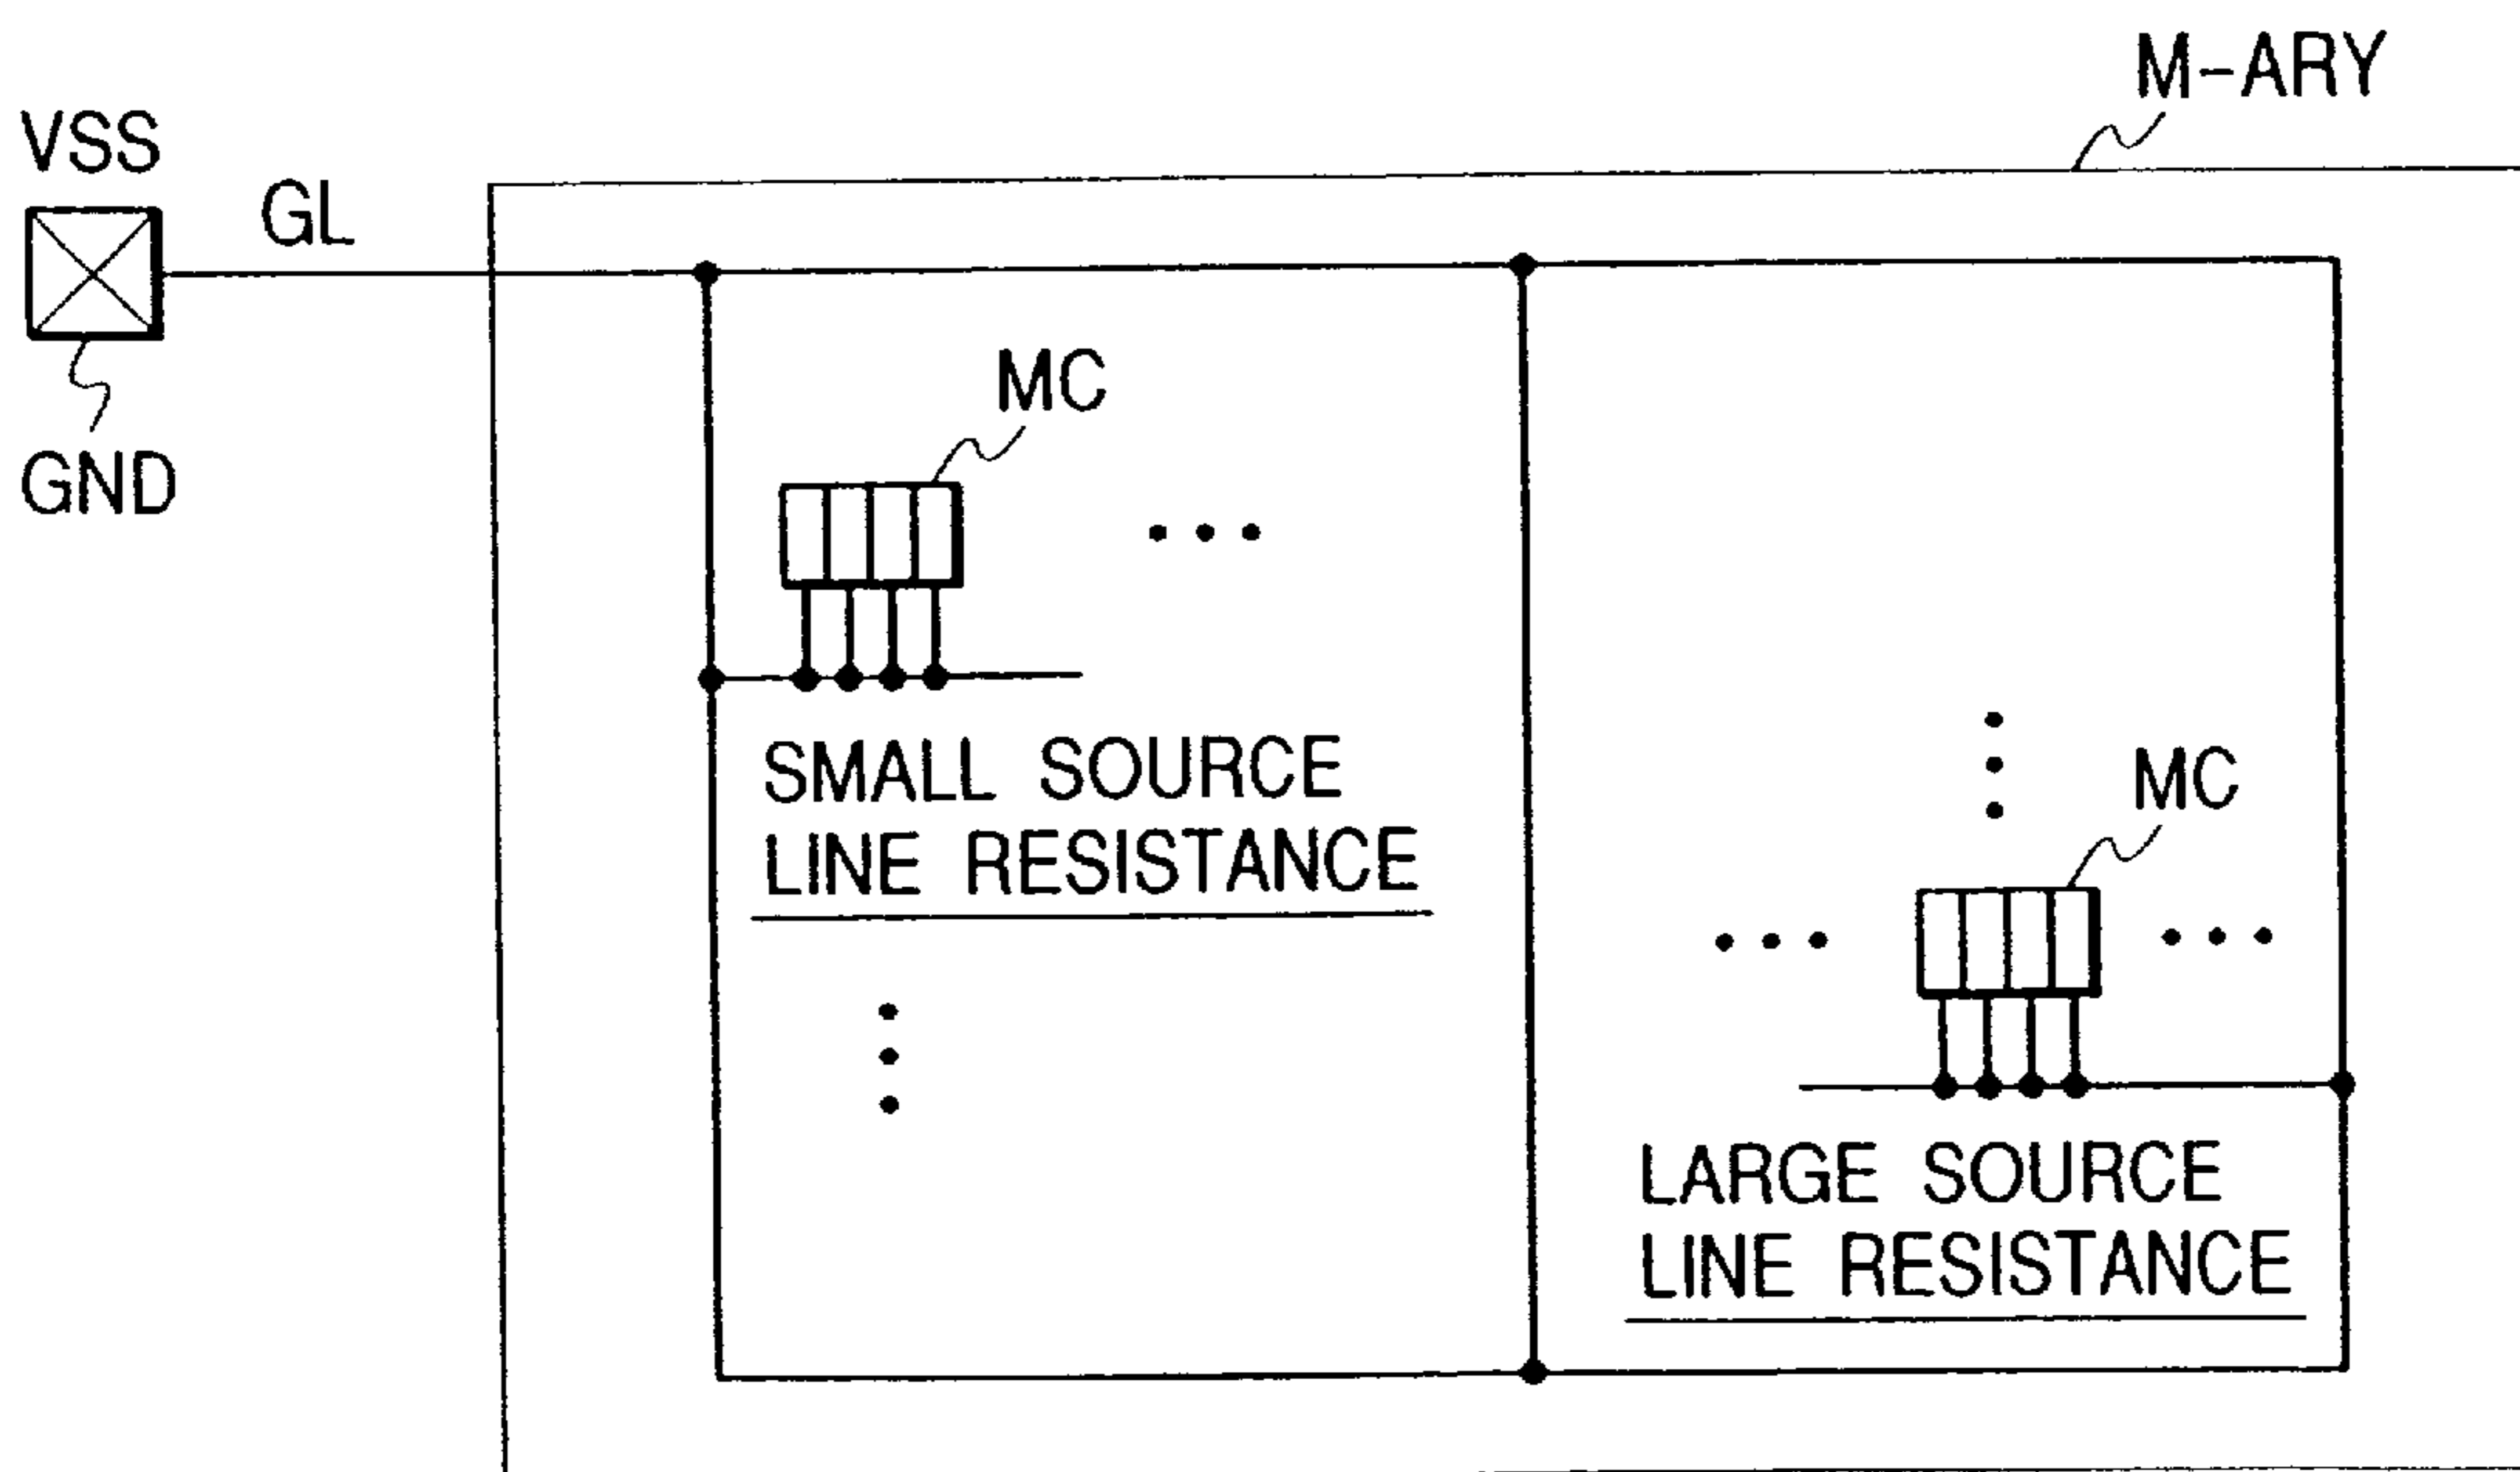 M-ARY
VSS
GL
MC
GND
SMALL SOURCE
LINE RESISTANCE
MC
LARGE SOURCE
LINE RESISTANCE